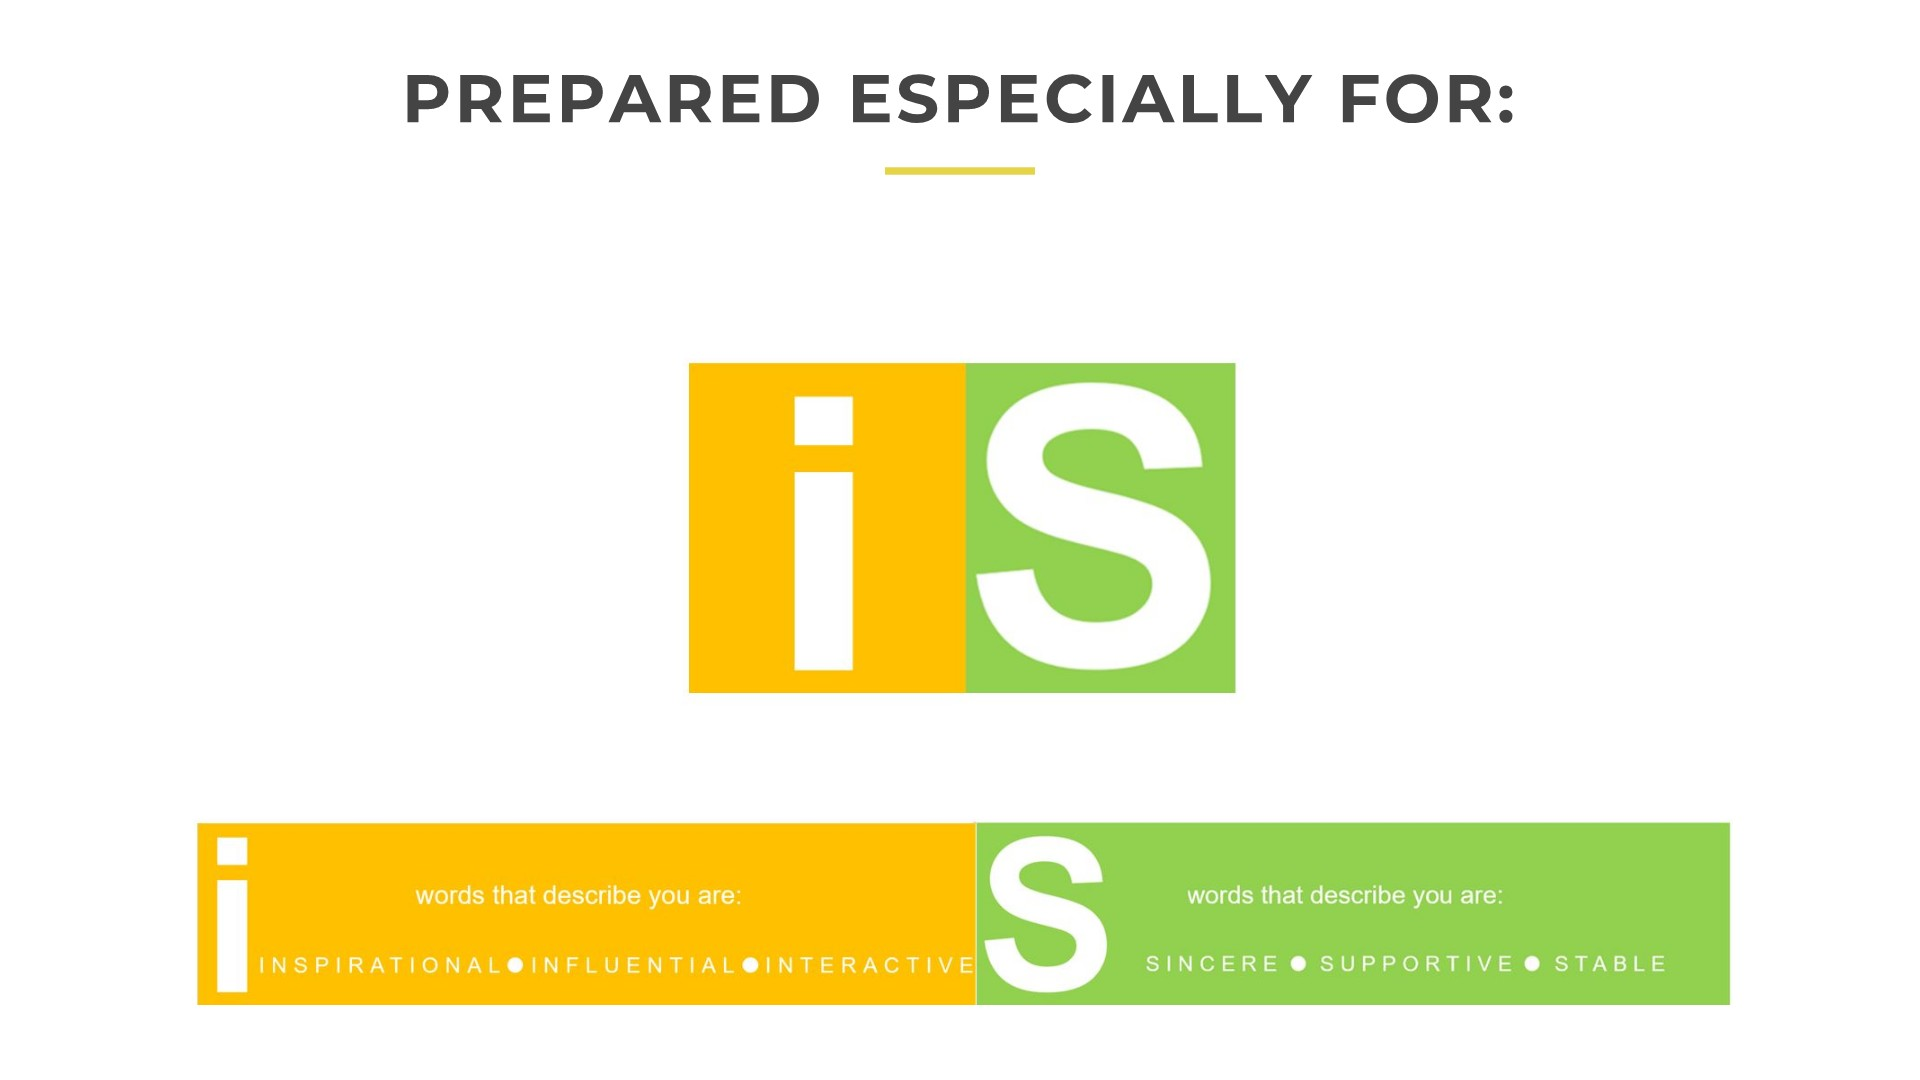 PREPARED ESPECIALLY FOR:
iS
i
words that describe you are:
INSPIRATIONAL●INFLUENTIAL●INTERACTIVE
S
words that describe you are:
SINCERE ● SUPPORTIVE ● STABLE